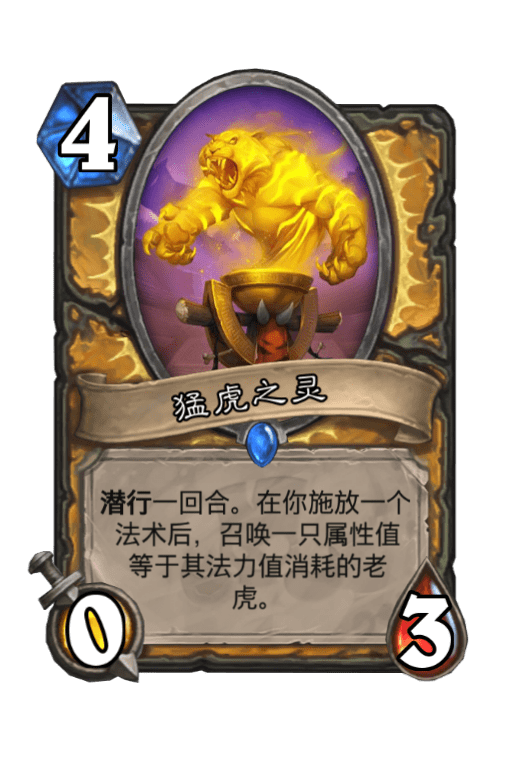 4
猛虎之灵
潜行一回合。在你施放一个
法术后，召唤一只属性值
等于其法力值消耗的老
虎。
0
3